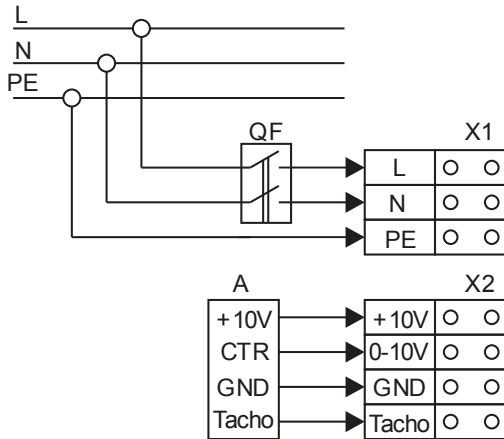 L
N
PE
QF X1
L
N
PE
A X2
+10V +10V
CTR 0-10V
GND GND
Tacho Tacho